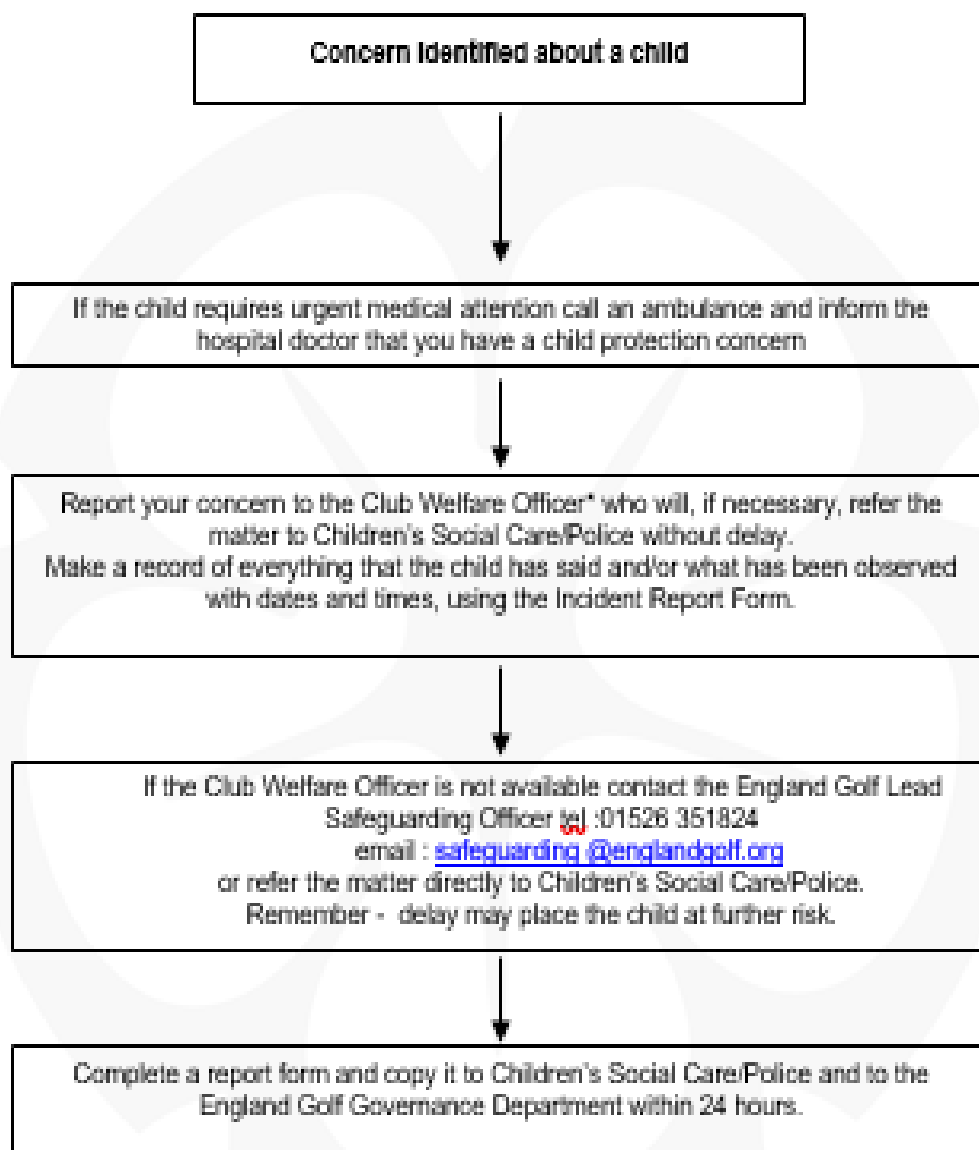 Concern identified about a child
If the child requires urgent medical attention call an ambulance and inform the
hospital doctor that you have a child protection concern
Report your concern to the Club Welfare Officer* who will, if necessary, refer the
matter to Children's Social Care/Police without delay.
Make a record of everything that the child has said and/or what has been observed
with dates and times, using the Incident Report Form.
If the Club Welfare Officer is not available contact the England Golf Lead
Safeguarding Officer tel :01526 351824
email : safeguarding @englandgolf.org
or refer the matter directly to Children's Social Care/Police.
Remember - delay may place the child at further risk.
Complete a report form and copy it to Children's Social Care/Police and to the
England Golf Governance Department within 24 hours.